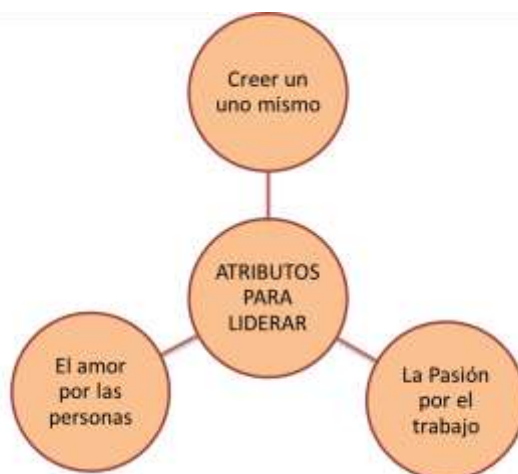 Creer un
uno mismo
ATRIBUTOS
PARA
LIDERAR
El amor
por las
personas
La Pasión
por el
trabajo